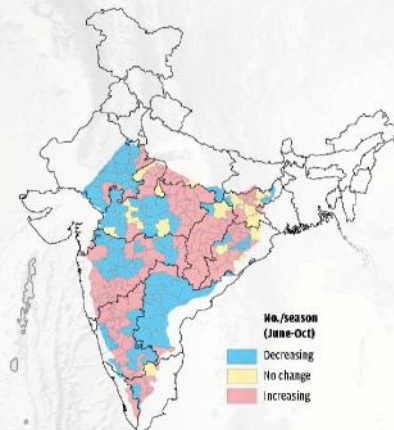 No./season
(June-Oct)
Decreasing
No change
Increasing